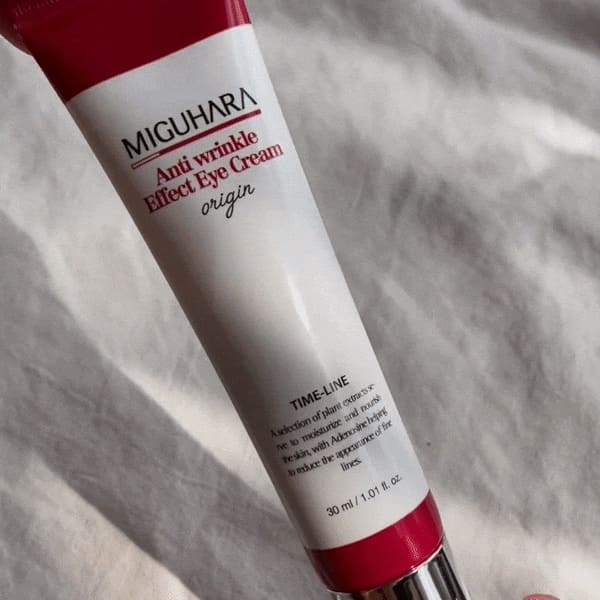 MIGUHARA
Anti wrinkle
Effect Eye Cream
origin
TIME-LINE
A selection of plant extracts se-
rve to moisturize and nourish
the skin, with Adenosine helping
to reduce the appearance of fine
lines.
30 ml / 1.01 fl. oz.